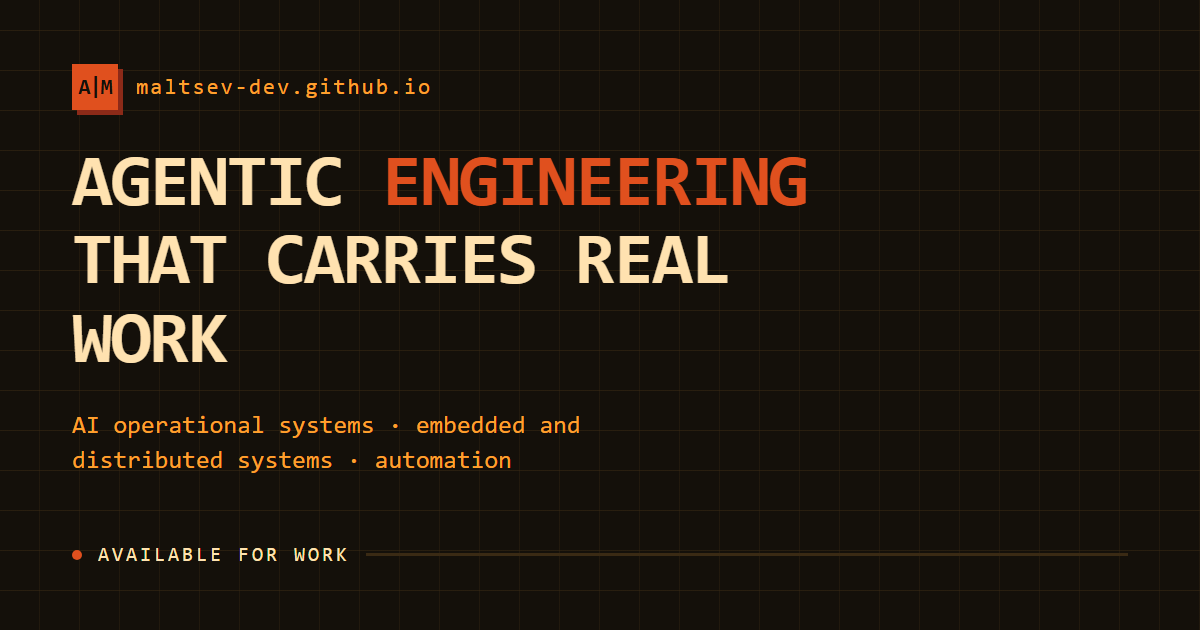 A|M maltsev-dev.github.io
AGENTIC ENGINEERING
THAT CARRIES REAL
WORK
AI operational systems · embedded and
distributed systems · automation
AVAILABLE FOR WORK